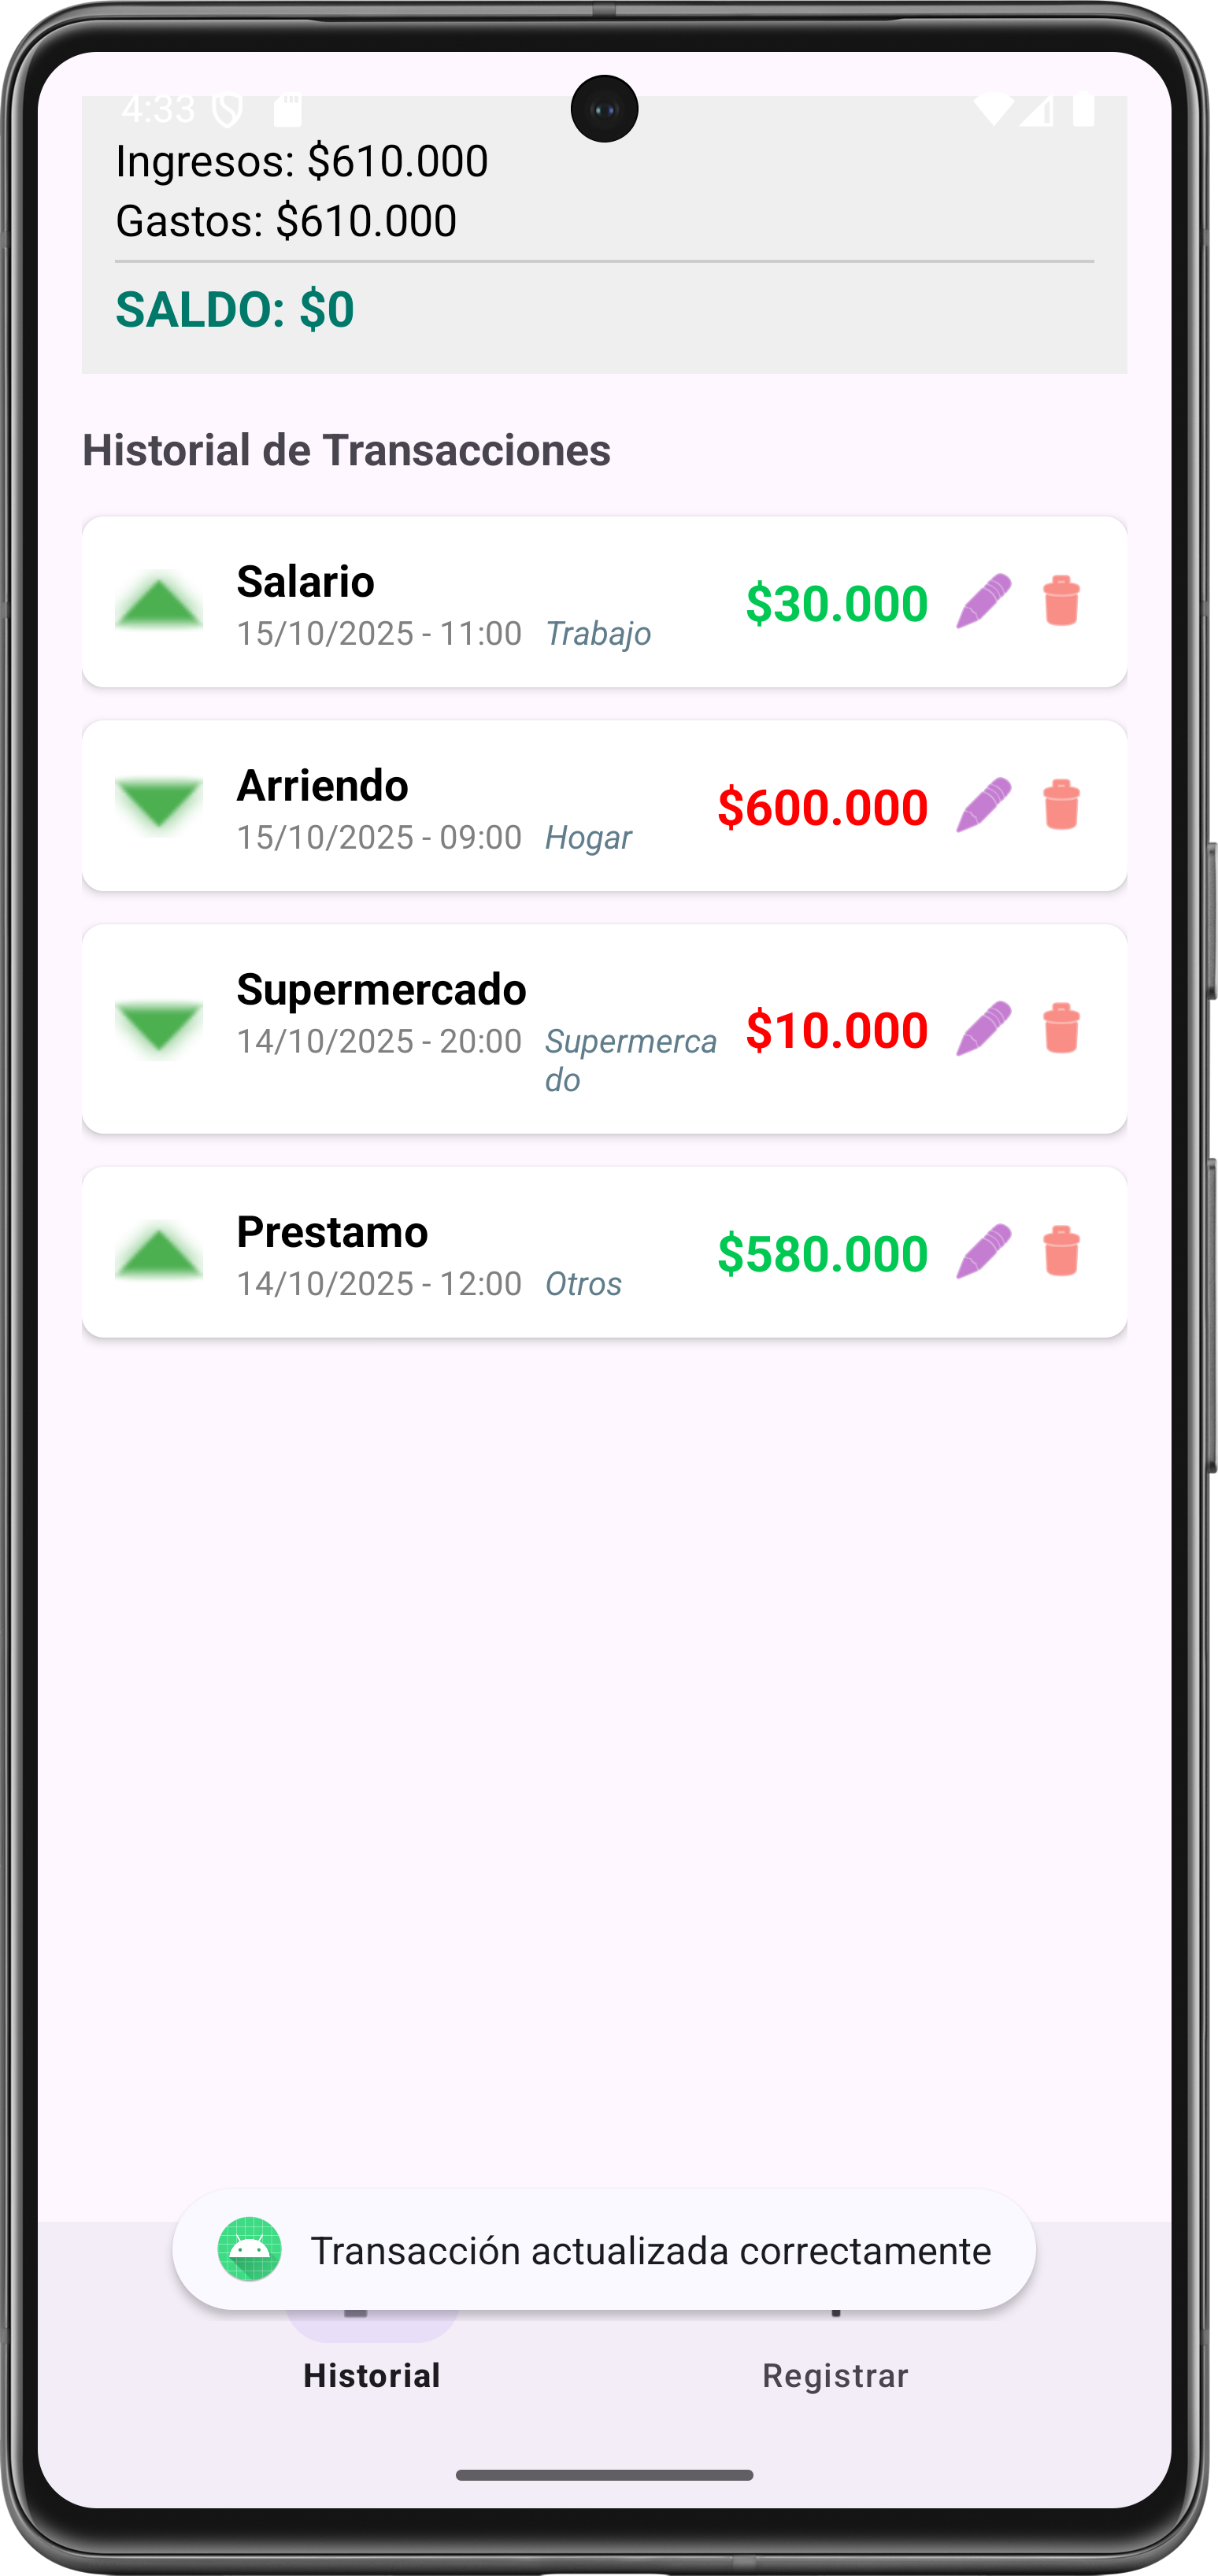 4:33
Ingresos: $610.000
Gastos: $610.000
SALDO: $0
Historial de Transacciones
Salario
15/10/2025 - 11:00 Trabajo
$30.000
Arriendo
15/10/2025 - 09:00 Hogar
$600.000
Supermercado
14/10/2025 - 20:00 Supermerca
do
$10.000
Prestamo
14/10/2025 - 12:00 Otros
$580.000
Transacción actualizada correctamente
Historial
Registrar